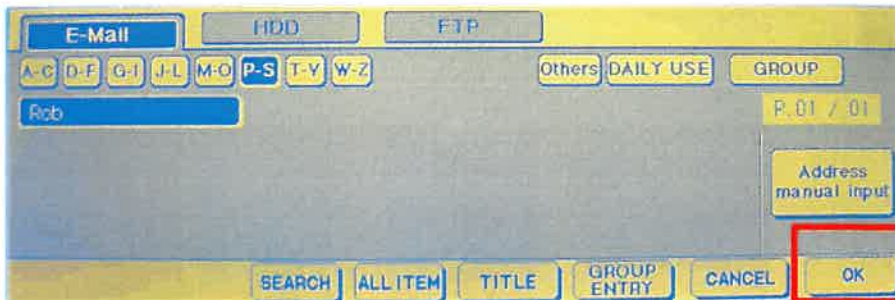 E-Mail HDD FTP
A-C D-F G-I J-L M-O P-S T-V W-Z Others DAILY USE GROUP
Rob P.01 / 01
Address
manual input
SEARCH ALL ITEM TITLE GROUP ENTRY CANCEL OK